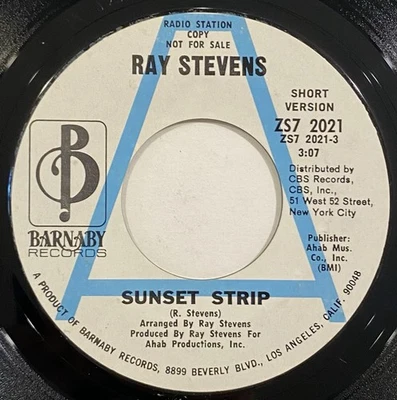 RADIO STATION
COPY
NOT FOR SALE
RAY STEVENS
SHORT
VERSION
ZS7 2021
ZS7 2021-3
3:07
Distributed by
CBS Records,
CBS, Inc.,
51 West 52 Street,
New York City
B
BARNABY
RECORDS
Publisher:
Ahab Mus.
Co., Inc.
(BMI)
SUNSET STRIP
(R. Stevens)
Arranged By Ray Stevens
Produced By Ray Stevens For
Ahab Productions, Inc.
A PRODUCT OF BARNABY RECORDS, 8899 BEVERLY BLVD., LOS ANGELES, CALIF. 90048
A